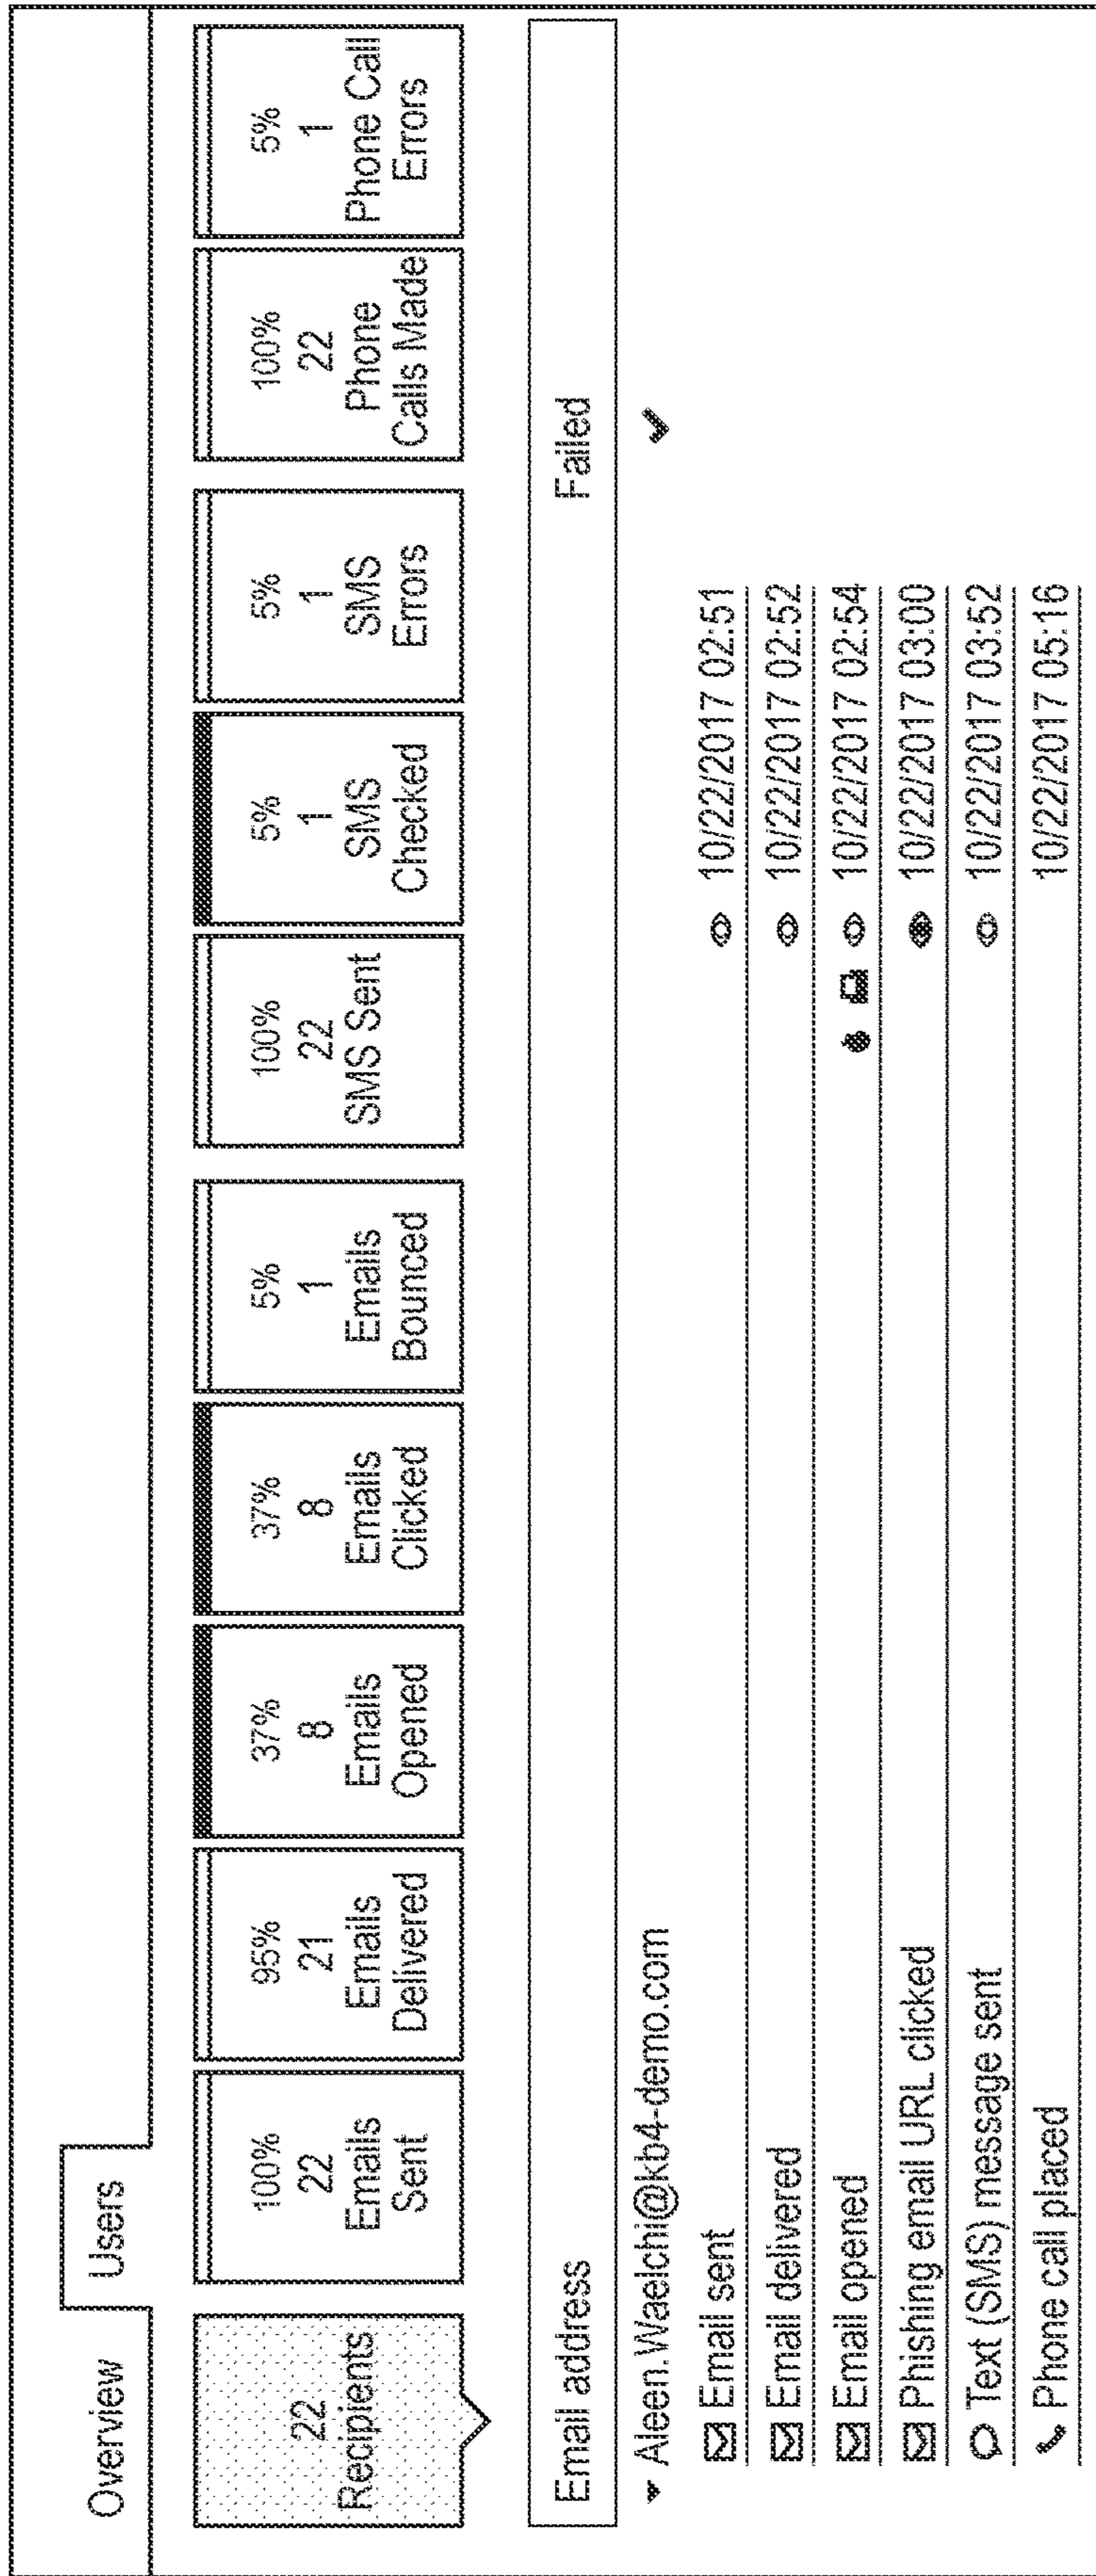 Overview
Users
22
Recipients
100%
22
Emails
Sent
95%
21
Emails
Delivered
37%
8
Emails
Opened
37%
8
Emails
Clicked
5%
1
Emails
Bounced
100%
22
SMS Sent
5%
1
SMS
Checked
5%
1
SMS
Errors
100%
22
Phone
Calls Made
5%
1
Phone Call
Errors
Email address Failed
Aleen.Waelchi@kb4-demo.com
Email sent 10/22/2017 02:51
Email delivered 10/22/2017 02:52
Email opened 10/22/2017 02:54
Phishing email URL clicked 10/22/2017 03:00
Text (SMS) message sent 10/22/2017 03:52
Phone call placed 10/22/2017 05:16